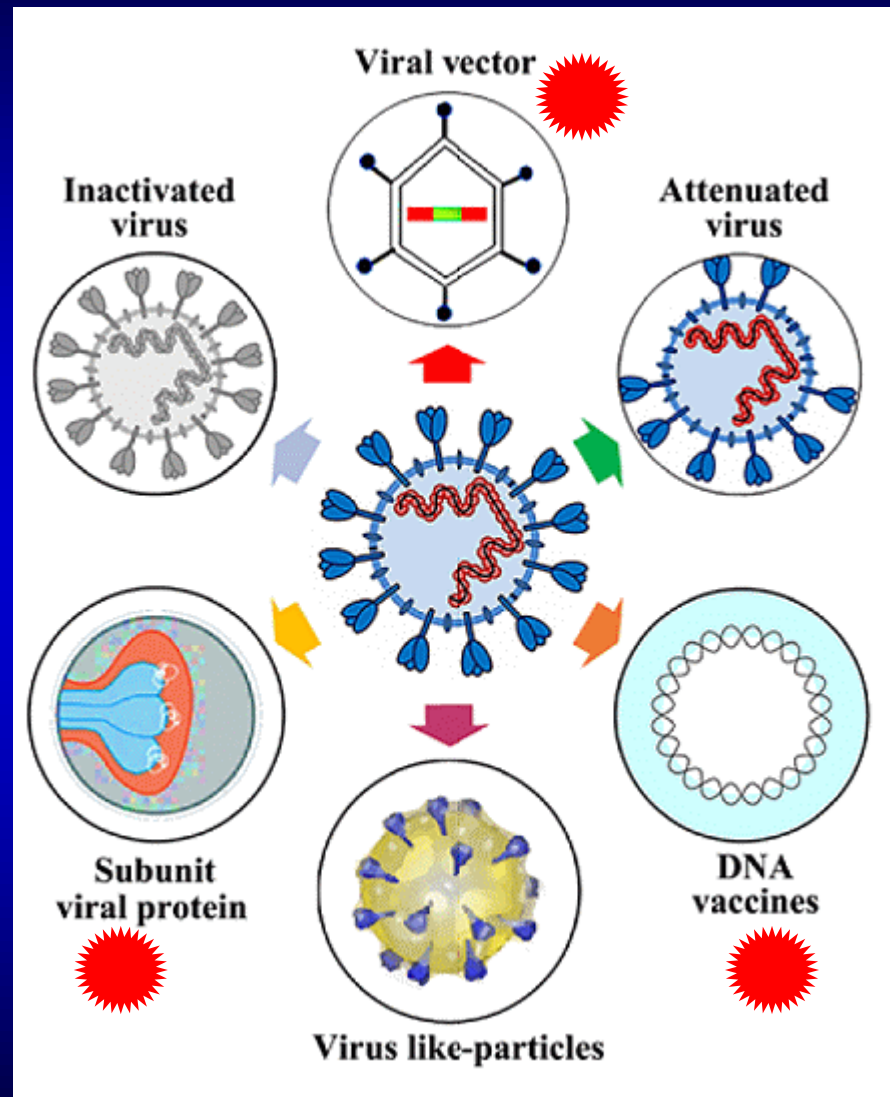 Viral vector
Inactivated
virus
Attenuated
virus
Subunit
viral protein
DNA
vaccines
Virus like-particles